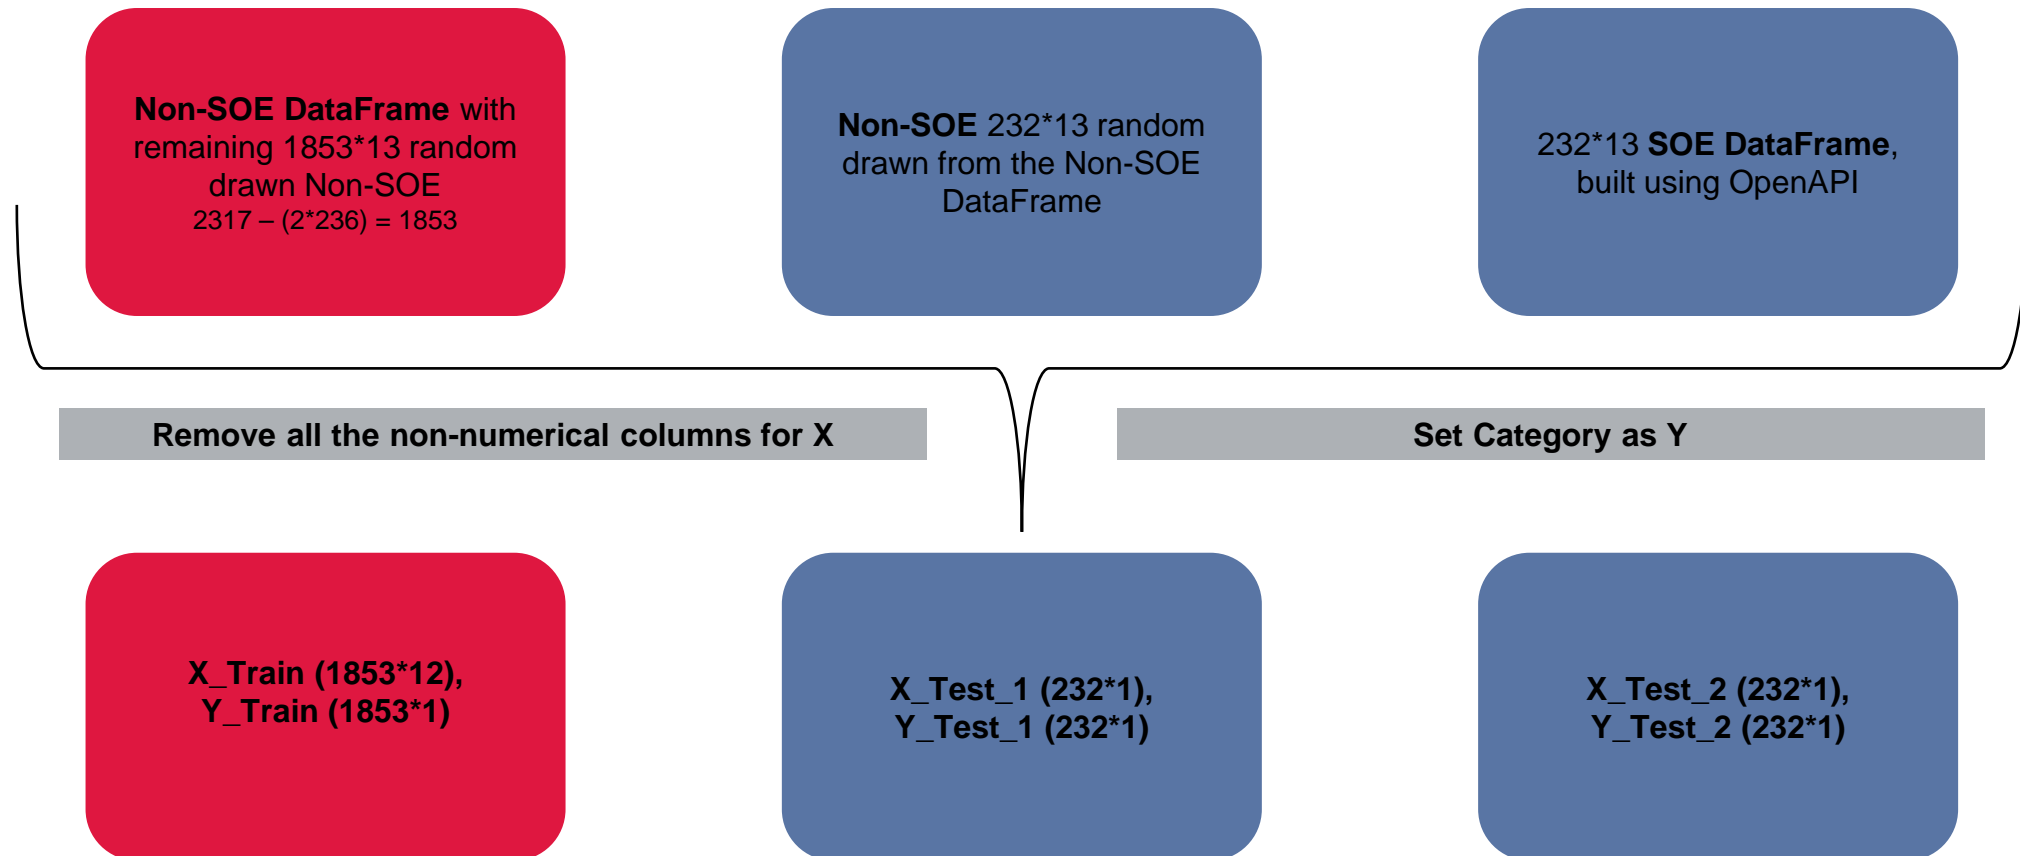 Non-SOE DataFrame with
remaining 1853*13 random
drawn Non-SOE
2317 – (2*236) = 1853
Non-SOE 232*13 random
drawn from the Non-SOE
DataFrame
232*13 SOE DataFrame,
built using OpenAPI
Remove all the non-numerical columns for X
Set Category as Y
X_Train (1853*12),
Y_Train (1853*1)
X_Test_1 (232*1),
Y_Test_1 (232*1)
X_Test_2 (232*1),
Y_Test_2 (232*1)